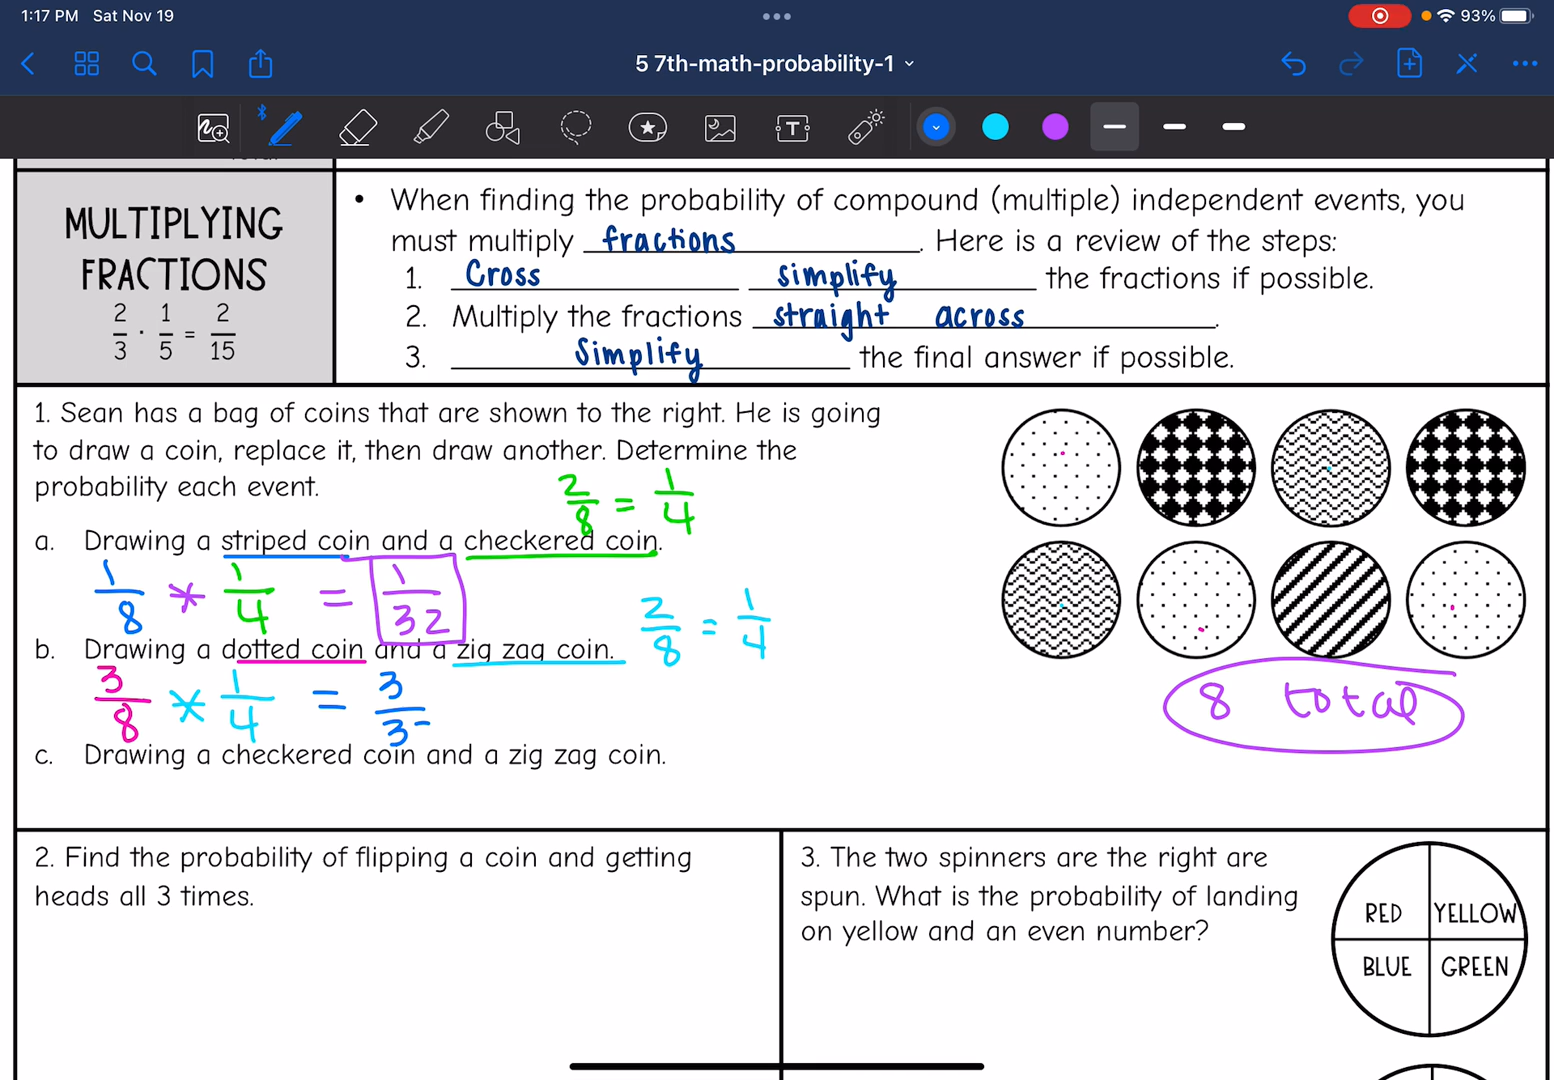 1:17 PM Sat Nov 19
93%
5 7th-math-probability-1
MULTIPLYING
FRACTIONS
2/3 · 1/5 = 2/15
• When finding the probability of compound (multiple) independent events, you
must multiply fractions. Here is a review of the steps:
1. Cross simplify the fractions if possible.
2. Multiply the fractions straight across.
3. Simplify the final answer if possible.
1. Sean has a bag of coins that are shown to the right. He is going
to draw a coin, replace it, then draw another. Determine the
probability each event.
2/8 = 1/4
a. Drawing a striped coin and a checkered coin.
1/8 * 1/4 = 1/32
2/8 = 1/4
b. Drawing a dotted coin and a zig zag coin.
3/8 * 1/4 = 3/3
8 total
c. Drawing a checkered coin and a zig zag coin.
2. Find the probability of flipping a coin and getting
heads all 3 times.
3. The two spinners are the right are
spun. What is the probability of landing
on yellow and an even number?
RED YELLOW
BLUE GREEN